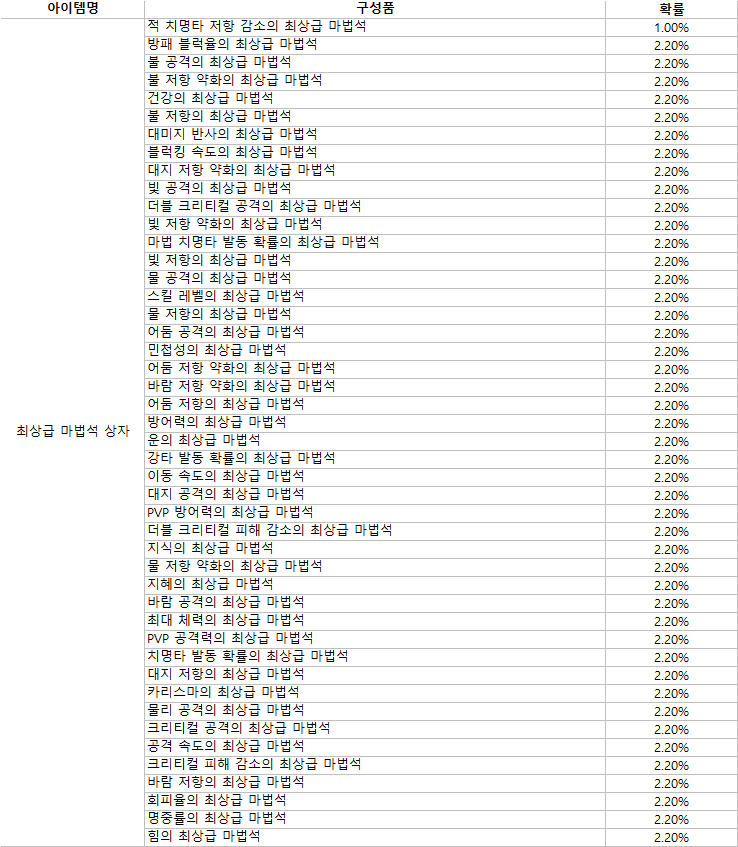 아이템명 구성품 확률
적 치명타 저항 감소의 최상급 마법석 1.00%
방패 블럭율의 최상급 마법석 2.20%
불 공격의 최상급 마법석 2.20%
불 저항 약화의 최상급 마법석 2.20%
건강의 최상급 마법석 2.20%
불 저항의 최상급 마법석 2.20%
대미지 반사의 최상급 마법석 2.20%
블럭킹 속도의 최상급 마법석 2.20%
대지 저항 약화의 최상급 마법석 2.20%
빛 공격의 최상급 마법석 2.20%
더블 크리티컬 공격의 최상급 마법석 2.20%
빛 저항 약화의 최상급 마법석 2.20%
마법 치명타 발동 확률의 최상급 마법석 2.20%
빛 저항의 최상급 마법석 2.20%
물 공격의 최상급 마법석 2.20%
스킬 레벨의 최상급 마법석 2.20%
물 저항의 최상급 마법석 2.20%
어둠 공격의 최상급 마법석 2.20%
민첩성의 최상급 마법석 2.20%
어둠 저항 약화의 최상급 마법석 2.20%
바람 저항 약화의 최상급 마법석 2.20%
어둠 저항의 최상급 마법석 2.20%
최상급 마법석 상자 방어력의 최상급 마법석 2.20%
운의 최상급 마법석 2.20%
강타 발동 확률의 최상급 마법석 2.20%
이동 속도의 최상급 마법석 2.20%
대지 공격의 최상급 마법석 2.20%
PVP 방어력의 최상급 마법석 2.20%
더블 크리티컬 피해 감소의 최상급 마법석 2.20%
지식의 최상급 마법석 2.20%
물 저항 약화의 최상급 마법석 2.20%
지혜의 최상급 마법석 2.20%
바람 공격의 최상급 마법석 2.20%
최대 체력의 최상급 마법석 2.20%
PVP 공격력의 최상급 마법석 2.20%
치명타 발동 확률의 최상급 마법석 2.20%
대지 저항의 최상급 마법석 2.20%
카리스마의 최상급 마법석 2.20%
물리 공격의 최상급 마법석 2.20%
크리티컬 공격의 최상급 마법석 2.20%
공격 속도의 최상급 마법석 2.20%
크리티컬 피해 감소의 최상급 마법석 2.20%
바람 저항의 최상급 마법석 2.20%
회피율의 최상급 마법석 2.20%
명중률의 최상급 마법석 2.20%
힘의 최상급 마법석 2.20%